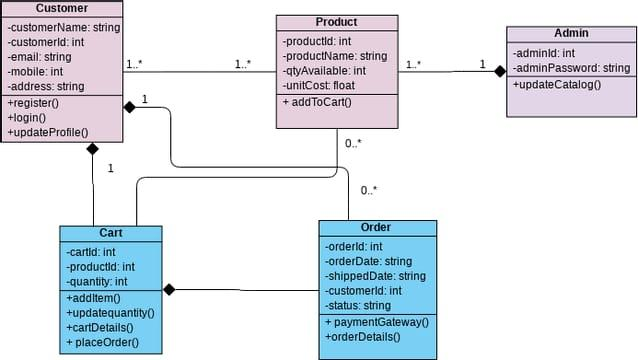 Customer
-customerName: string
-customerId: int
-email: string
-mobile: int
-address: string
+register()
+login()
+updateProfile()
1..*
1..*
Product
-productId: int
-productName: string
-qtyAvailable: int
-unitCost: float
+ addToCart()
1..*
1
Admin
-adminId: int
-adminPassword: string
+updateCatalog()
1
0..*
1
0..*
Cart
-cartId: int
-productId: int
-quantity: int
+addItem()
+updatequantity()
+cartDetails()
+ placeOrder()
Order
-orderId: int
-orderDate: string
-shippedDate: string
-customerId: int
-status: string
+ paymentGateway()
+orderDetails()